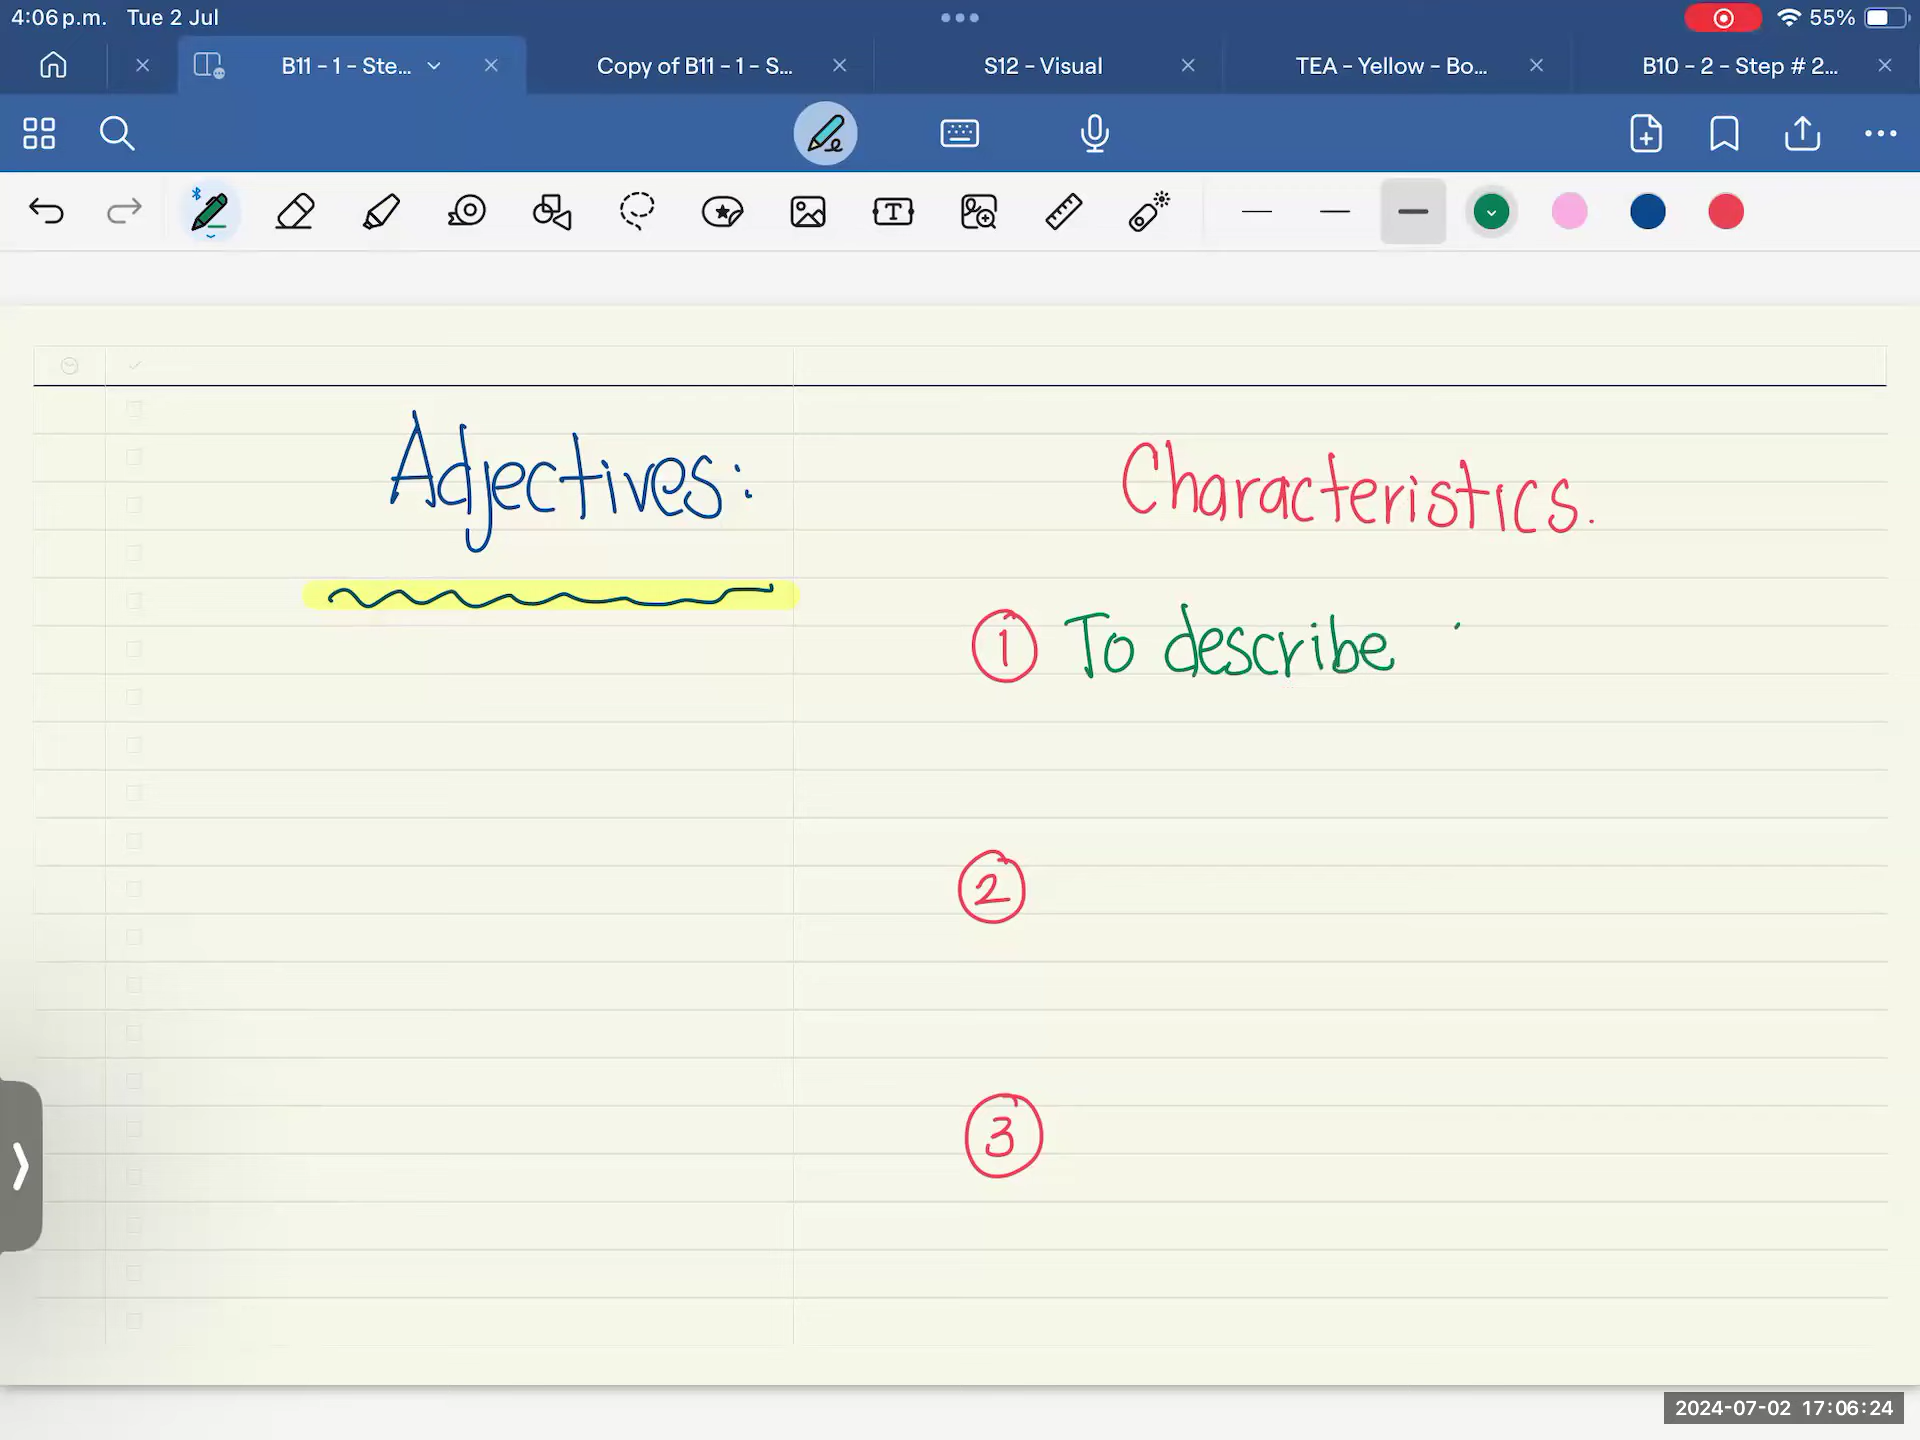 4:06 p.m. Tue 2 Jul
55%
B11 - 1 - Ste...
Copy of B11 - 1 - S...
S12 - Visual
TEA - Yellow - Bo...
B10 - 2 - Step # 2...
Adjectives:
Characteristics.
1 To describe
2
3
2024-07-02 17:06:24